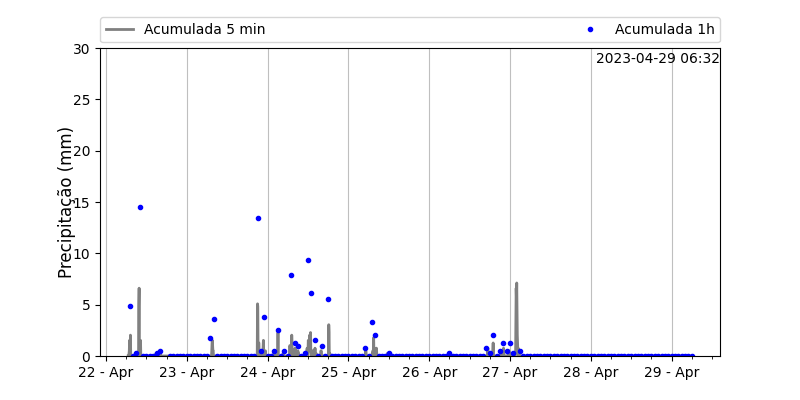 Acumulada 5 min
Acumulada 1h
2023-04-29 06:32
Precipitação (mm)
30
25
20
15
10
5
0
22 - Apr 23 - Apr 24 - Apr 25 - Apr 26 - Apr 27 - Apr 28 - Apr 29 - Apr